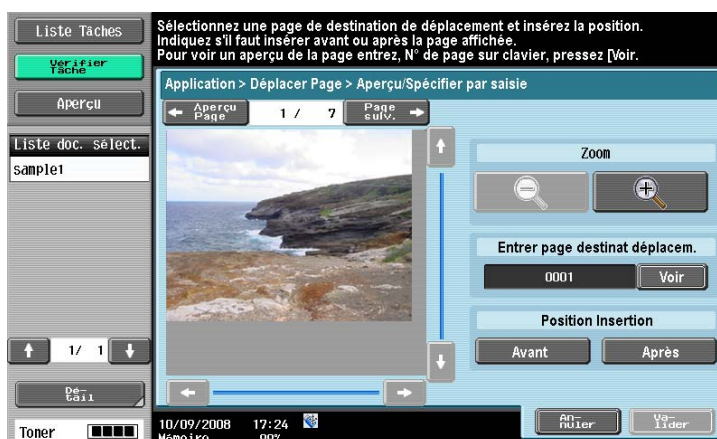 Liste Tâches
Sélectionnez une page de destination de déplacement et insérez la position.
Indiquez s'il faut insérer avant ou après la page affichée.
Pour voir un aperçu de la page entrez, N° de page sur clavier, pressez [Voir.
Vérifier
Tâche
Aperçu
Application > Déplacer Page > Aperçu/Spécifier par saisie
Aperçu
Page
1 / 7
Page
suiv.
Liste doc. sélect.
sample1
Zoom
Entrer page destinat déplacem.
0001
Voir
Position Insertion
Avant
Après
1/ 1
Dé-
tail
An-
nuler
Va-
lider
Toner
10/09/2008 17:24
Mémoire 99%